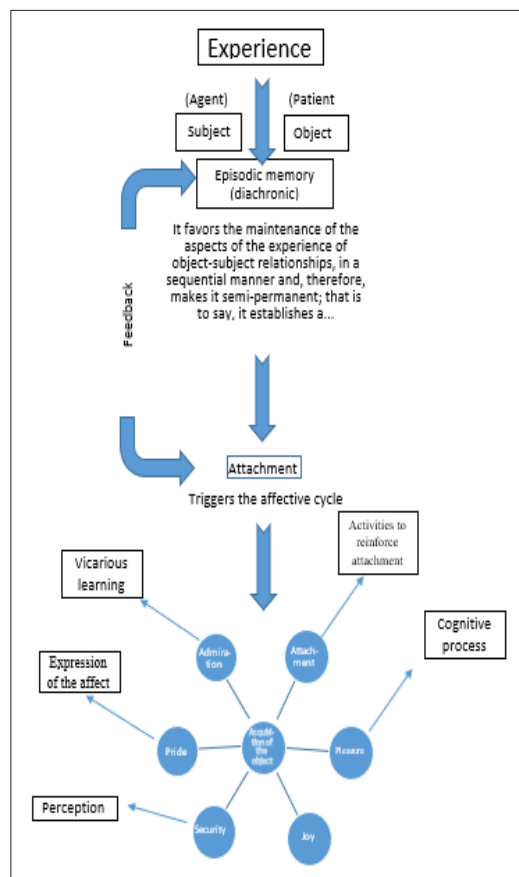 Experience
(Agent)
(Patient
Subject
Object
Episodic memory
(diachronic)
It favors the maintenance of the
aspects of the experience of
object-subject relationships, in a
sequential manner and, therefore,
makes it semi-permanent; that is
to say, it establishes a...
Feedback
Attachment
Triggers the affective cycle
Activities to
reinforce
attachment
Vicarious
learning
Cognitive
process
Expression
of the affect
Perception
Admira-
tion
Attach-
ment
Pride
of
the
object
Security
Joy